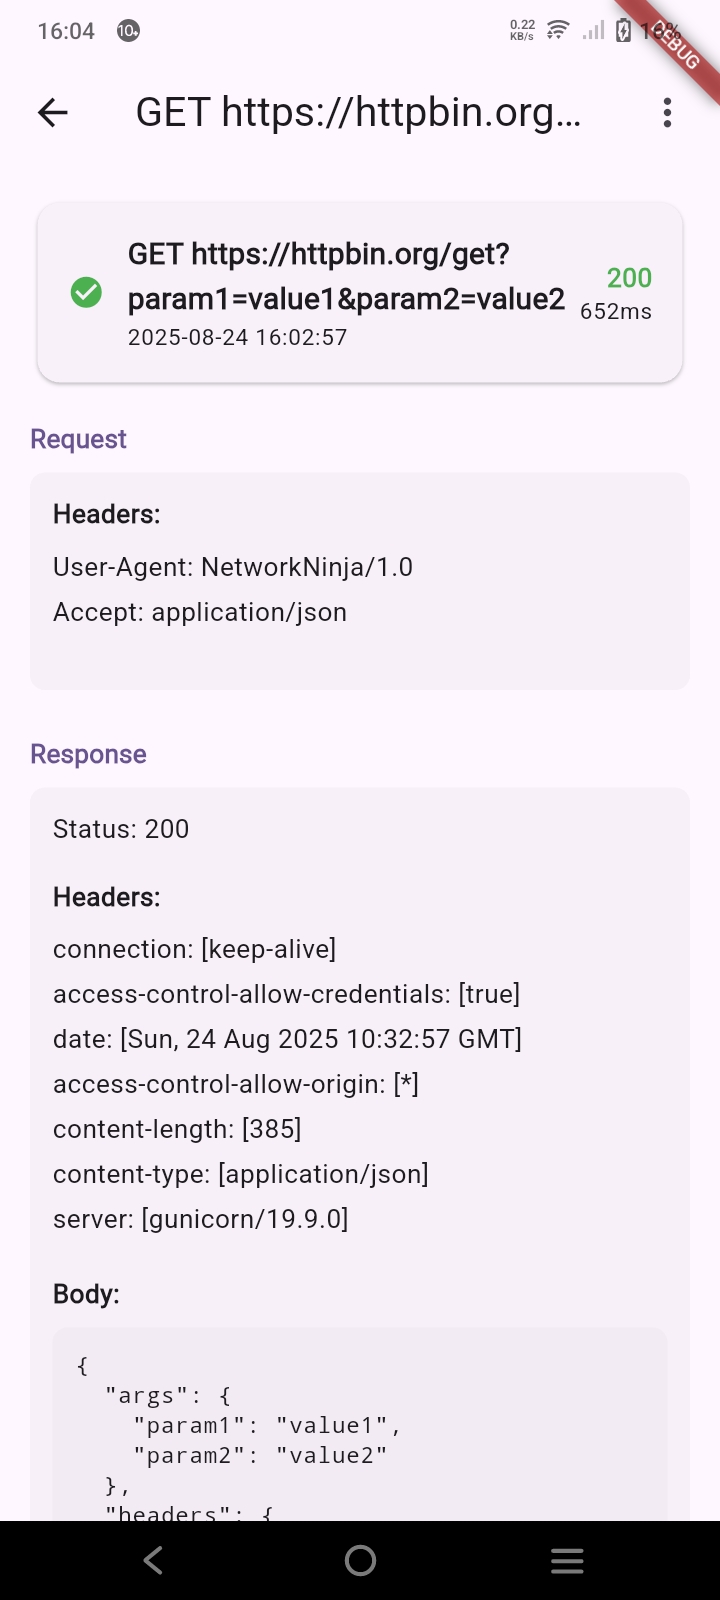 16:04 10+ 0.22 KB/s 16%
DEBUG
GET https://httpbin.org...
GET https://httpbin.org/get?
param1=value1&param2=value2
200
652ms
2025-08-24 16:02:57
Request
Headers:
User-Agent: NetworkNinja/1.0
Accept: application/json
Response
Status: 200
Headers:
connection: [keep-alive]
access-control-allow-credentials: [true]
date: [Sun, 24 Aug 2025 10:32:57 GMT]
access-control-allow-origin: [*]
content-length: [385]
content-type: [application/json]
server: [gunicorn/19.9.0]
Body:
{
  "args": {
    "param1": "value1",
    "param2": "value2"
  },
  "headers": {